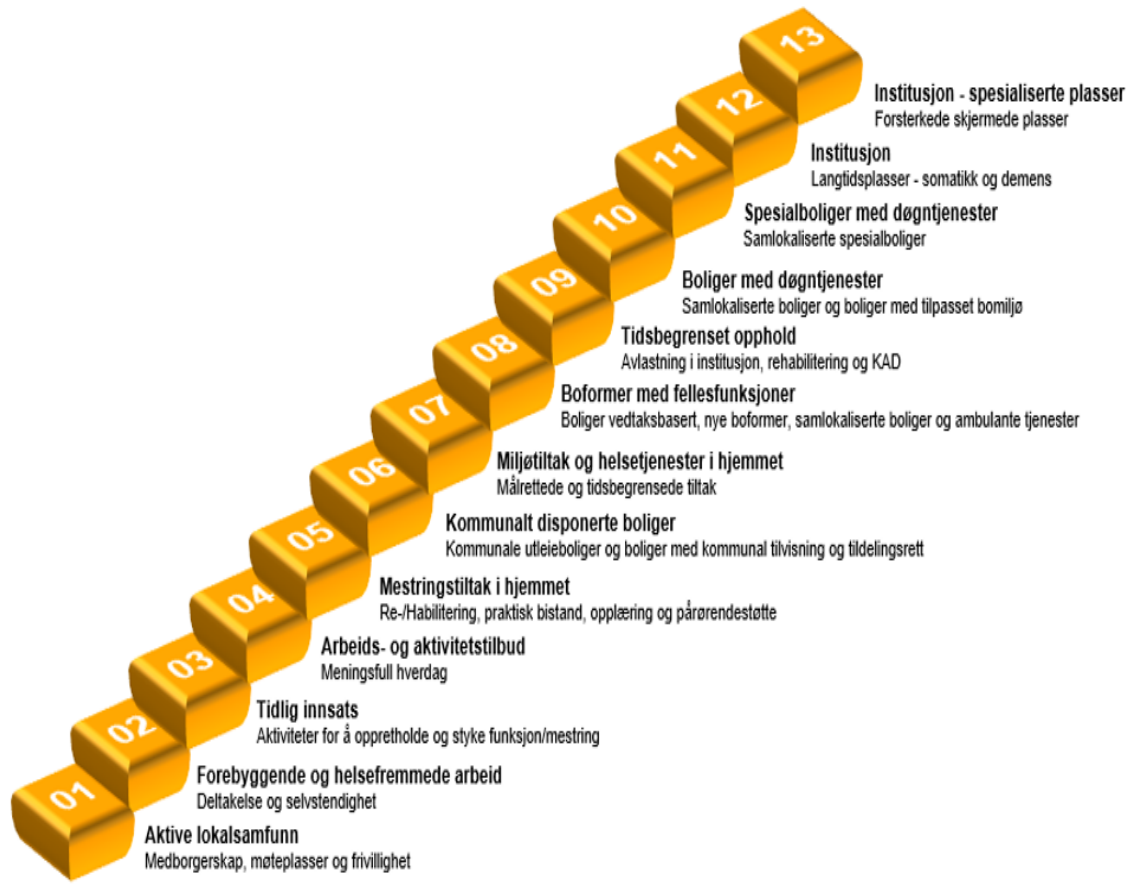 13
Institusjon - spesialiserte plasser
Forsterkede skjermede plasser
12
Institusjon
Langtidsplasser - somatikk og demens
11
Spesialboliger med døgntjenester
Samlokaliserte spesialboliger
10
Boliger med døgntjenester
Samlokaliserte boliger og boliger med tilpasset bomiljø
09
Tidsbegrenset opphold
Avlastning i institusjon, rehabilitering og KAD
08
Boformer med fellesfunksjoner
Boliger vedtaksbasert, nye boformer, samlokaliserte boliger og ambulante tjenester
07
Miljøtiltak og helsetjenester i hjemmet
Målrettede og tidsbegrensede tiltak
06
Kommunalt disponerte boliger
Kommunale utleieboliger og boliger med kommunal tilvisning og tildelingsrett
05
Mestringstiltak i hjemmet
Re-/Habilitering, praktisk bistand, opplæring og pårørendestøtte
04
Arbeids- og aktivitetstilbud
Meningsfull hverdag
03
Tidlig innsats
Aktiviteter for å oppretholde og styke funksjon/mestring
02
Forebyggende og helsefremmede arbeid
Deltakelse og selvstendighet
01
Aktive lokalsamfunn
Medborgerskap, møteplasser og frivillighet